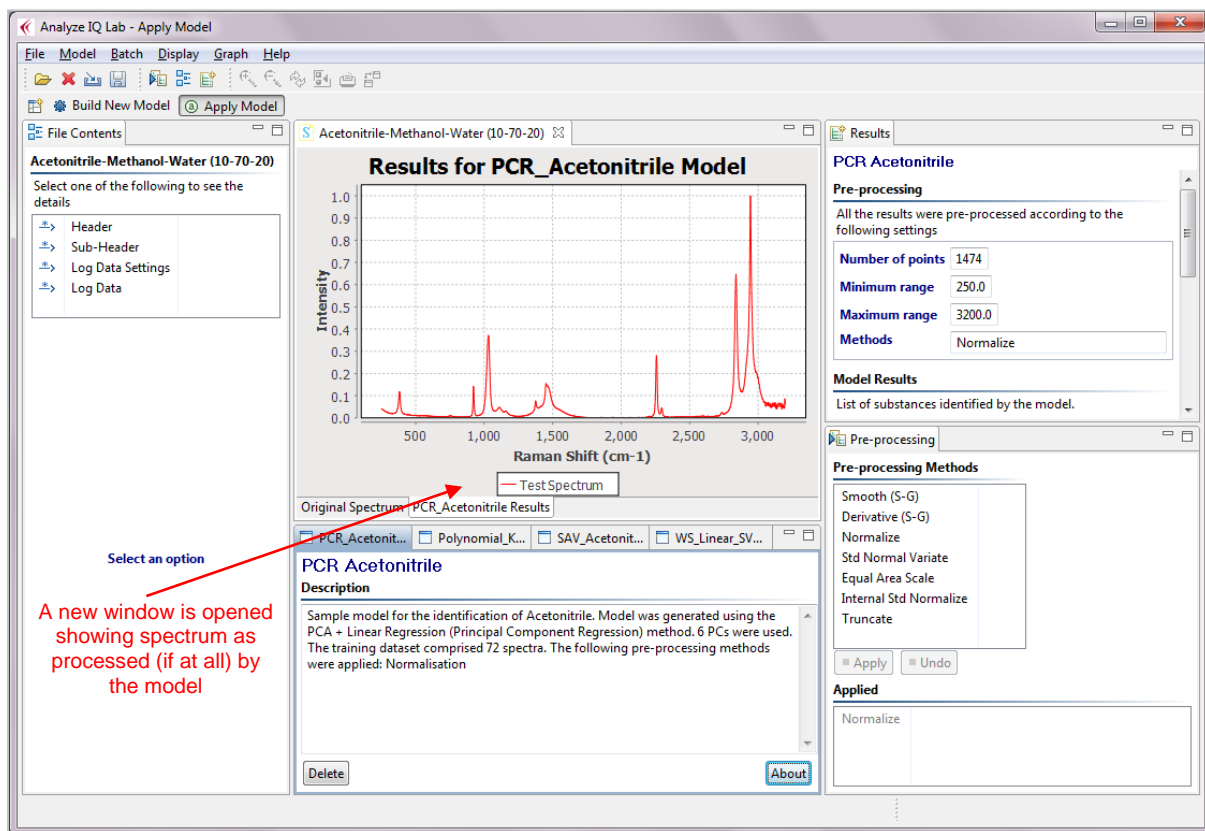 Analyze IQ Lab - Apply Model
File Model Batch Display Graph Help
Build New Model Apply Model
File Contents
Acetonitrile-Methanol-Water (10-70-20)
Select one of the following to see the
details
Header
Sub-Header
Log Data Settings
Log Data
Select an option
A new window is opened
showing spectrum as
processed (if at all) by
the model
Acetonitrile-Methanol-Water (10-70-20)
Results for PCR_Acetonitrile Model
1.0
0.9
0.8
0.7
0.6
0.5
0.4
0.3
0.2
0.1
0.0
Intensity
500 1,000 1,500 2,000 2,500 3,000
Raman Shift (cm-1)
Test Spectrum
Original Spectrum PCR_Acetonitrile Results
PCR_Acetonit... Polynomial_K... SAV_Acetonit... WS_Linear_SV...
PCR Acetonitrile
Description
Sample model for the identification of Acetonitrile. Model was generated using the
PCA + Linear Regression (Principal Component Regression) method. 6 PCs were used.
The training dataset comprised 72 spectra. The following pre-processing methods
were applied: Normalisation
Delete About
Results
PCR Acetonitrile
Pre-processing
All the results were pre-processed according to the
following settings
Number of points 1474
Minimum range 250.0
Maximum range 3200.0
Methods Normalize
Model Results
List of substances identified by the model.
Pre-processing
Pre-processing Methods
Smooth (S-G)
Derivative (S-G)
Normalize
Std Normal Variate
Equal Area Scale
Internal Std Normalize
Truncate
Apply Undo
Applied
Normalize